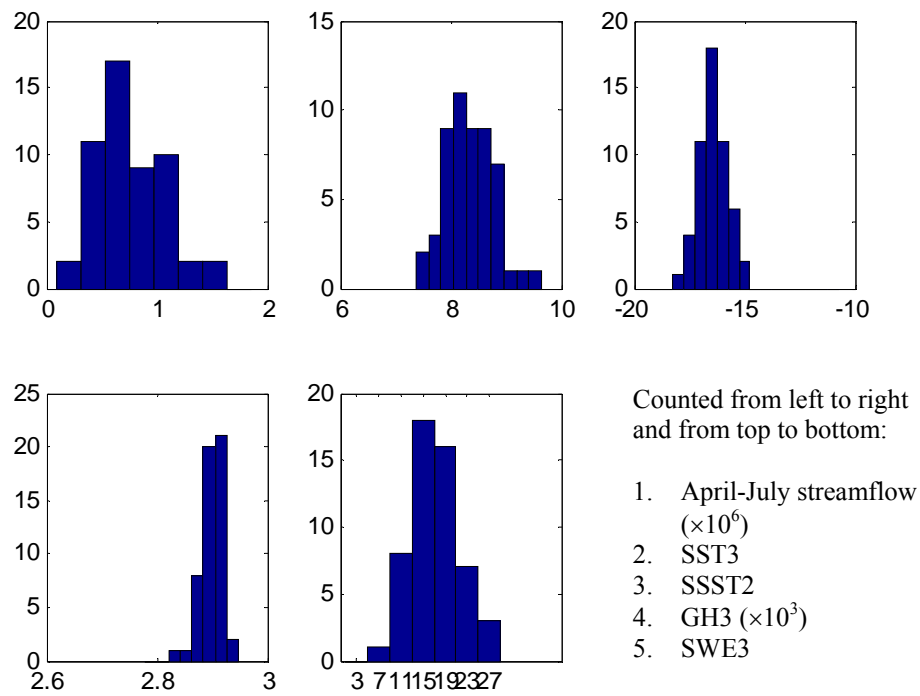 20
15
10
5
0
0 1 2
15
10
5
0
6 8 10
20
15
10
5
0
-20 -15 -10
25
20
15
10
5
0
2.6 2.8 3
20
15
10
5
0
3 7 11 15 19 23 27
Counted from left to right
and from top to bottom:
1. April-July streamflow
(×10⁶)
2. SST3
3. SSST2
4. GH3 (×10³)
5. SWE3